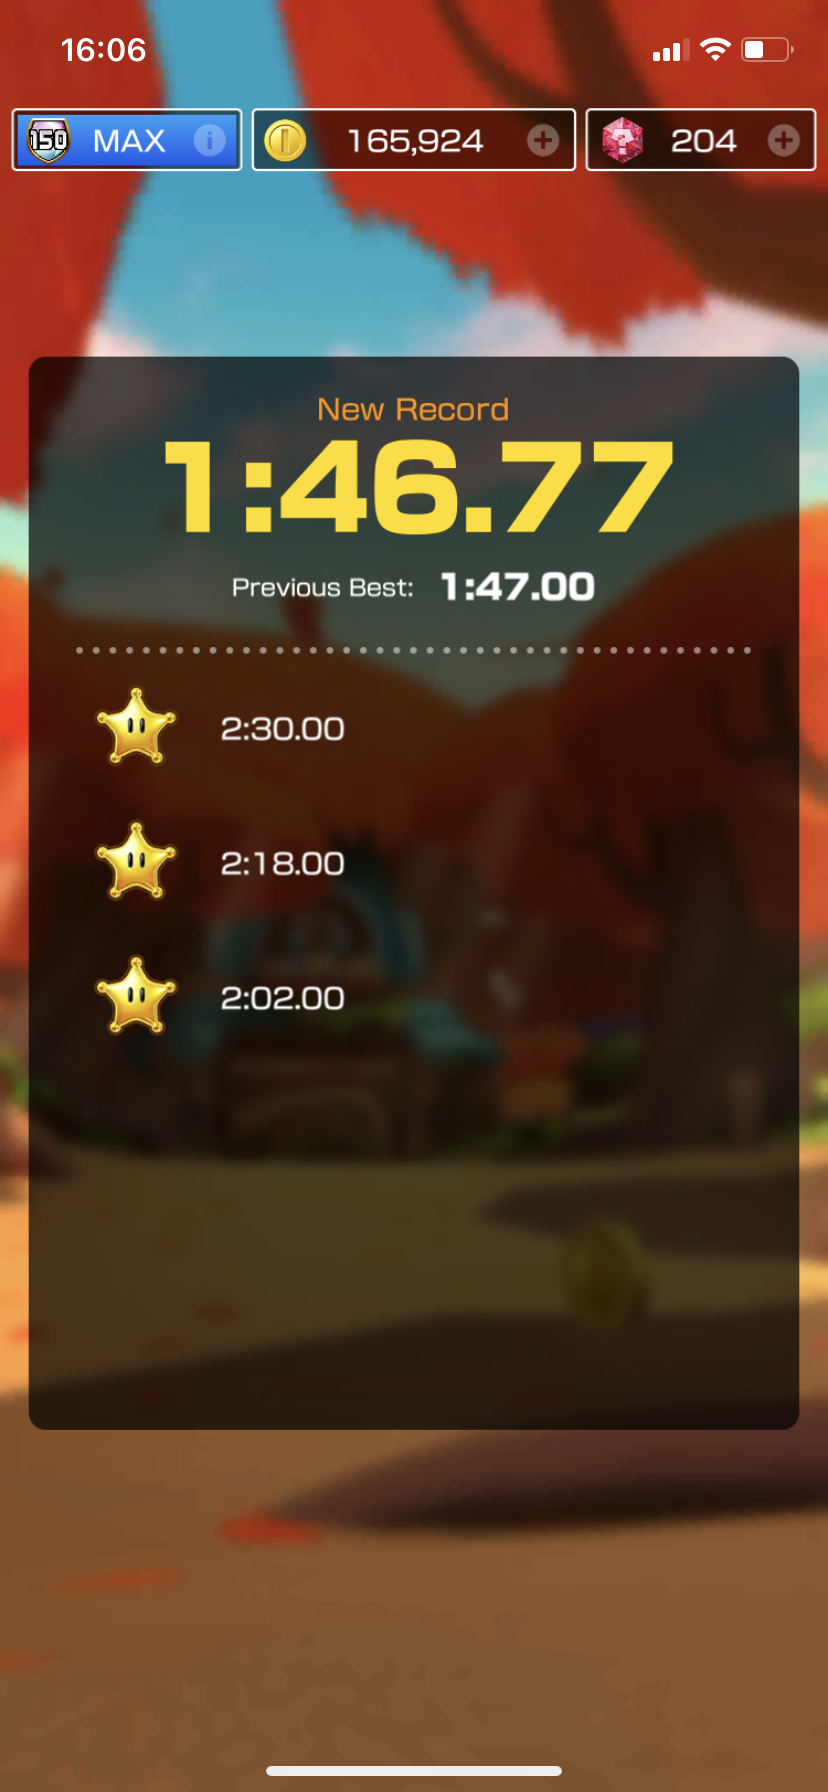 16:06
150 MAX i 165,924 + ? 204 +
New Record
1:46.77
Previous Best: 1:47.00
2:30.00
2:18.00
2:02.00